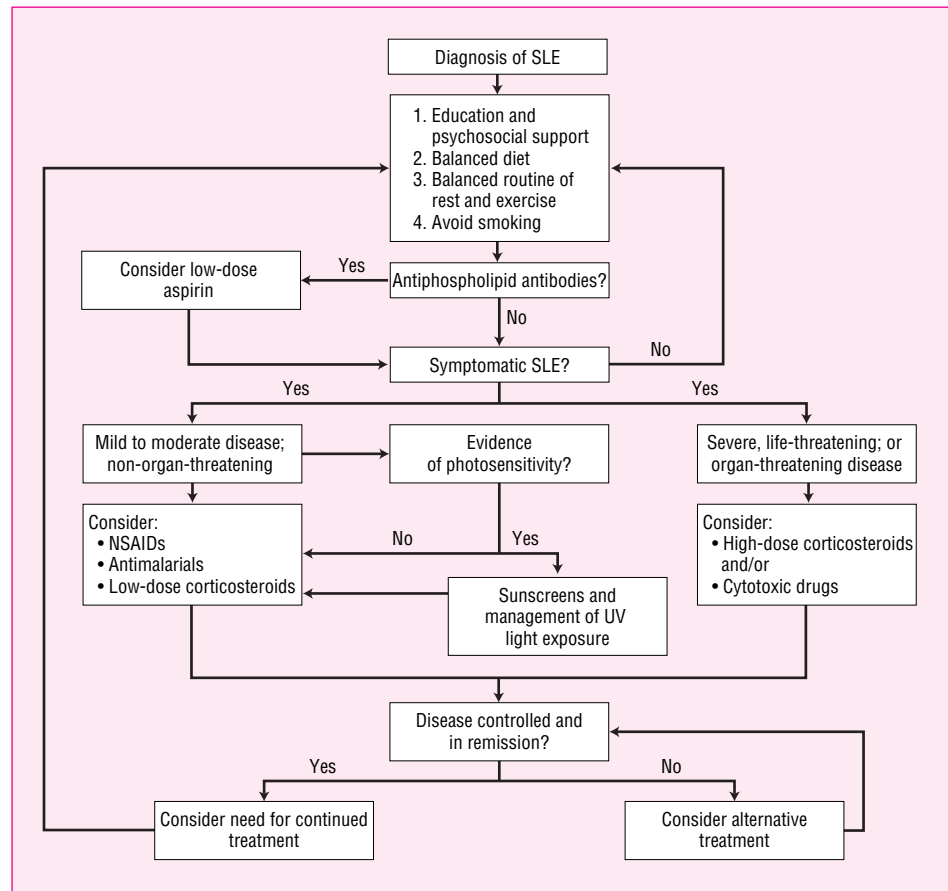 Diagnosis of SLE
1. Education and
psychosocial support
2. Balanced diet
3. Balanced routine of
rest and exercise
4. Avoid smoking
Consider low-dose
aspirin
Yes
Antiphospholipid antibodies?
No
Symptomatic SLE?
No
Yes
Yes
Mild to moderate disease;
non-organ-threatening
Evidence
of photosensitivity?
Severe, life-threatening; or
organ-threatening disease
Consider:
• NSAIDs
• Antimalarials
• Low-dose corticosteroids
No
Yes
Sunscreens and
management of UV
light exposure
Consider:
• High-dose corticosteroids
and/or
• Cytotoxic drugs
Disease controlled and
in remission?
Yes
No
Consider need for continued
treatment
Consider alternative
treatment